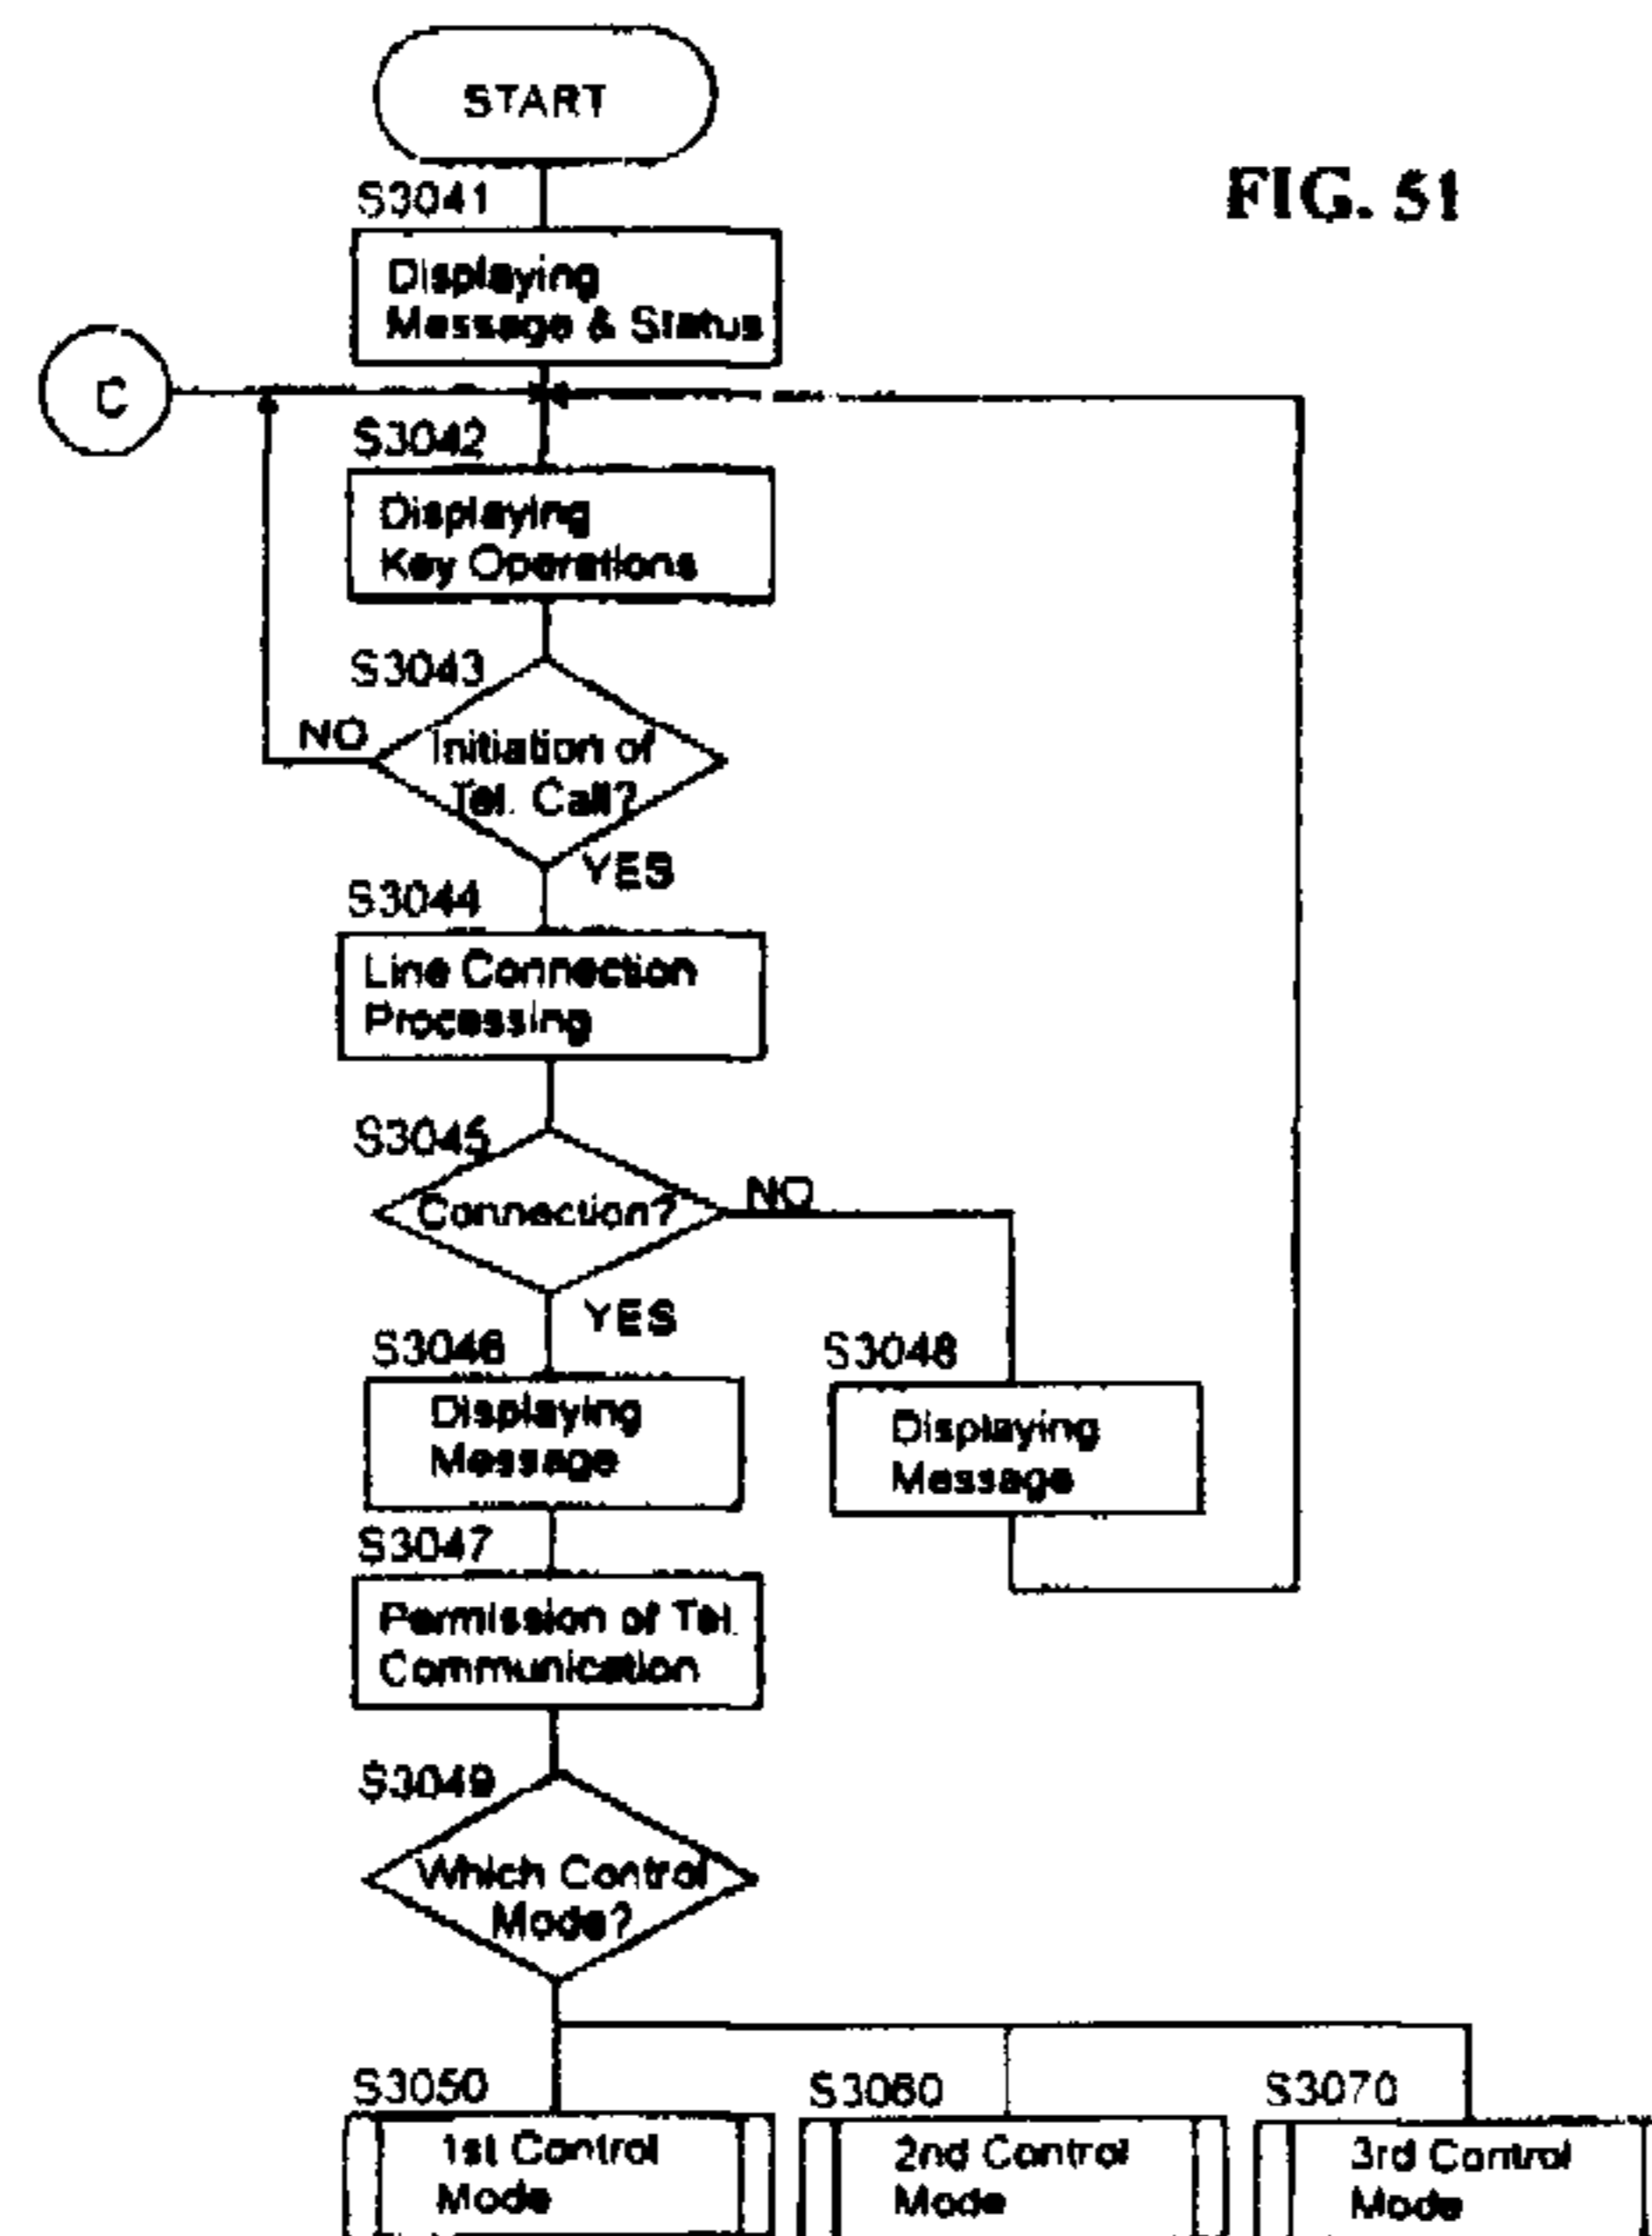 START
FIG. 51
S3041
Displaying
Message & Status
C
S3042
Displaying
Key Operations
S3043
NO
Initiation of
Tel. Call?
YES
S3044
Line Connection
Processing
S3045
Connection?
NO
YES
S3046
Displaying
Message
S3048
Displaying
Message
S3047
Permission of Tel.
Communication
S3049
Which Control
Mode?
S3050
1st Control
Mode
S3060
2nd Control
Mode
S3070
3rd Control
Mode